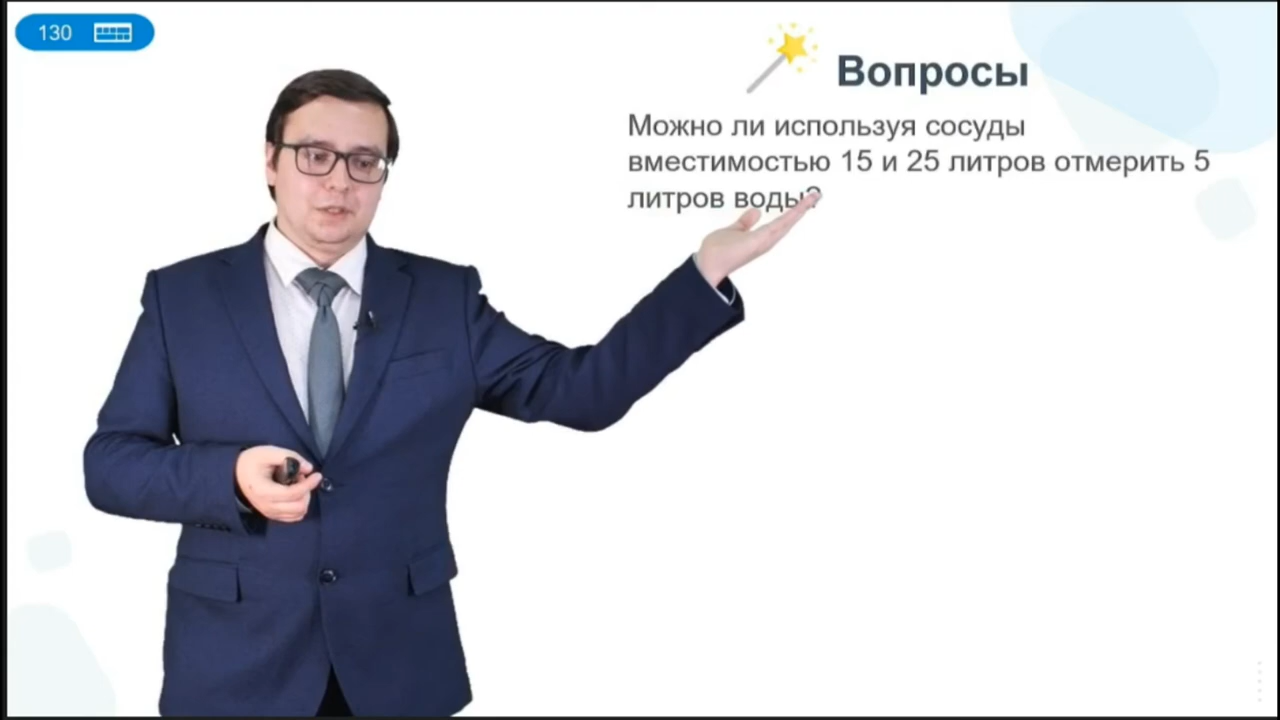 130
Вопросы
Можно ли используя сосуды
вместимостью 15 и 25 литров отмерить 5
литров воды?